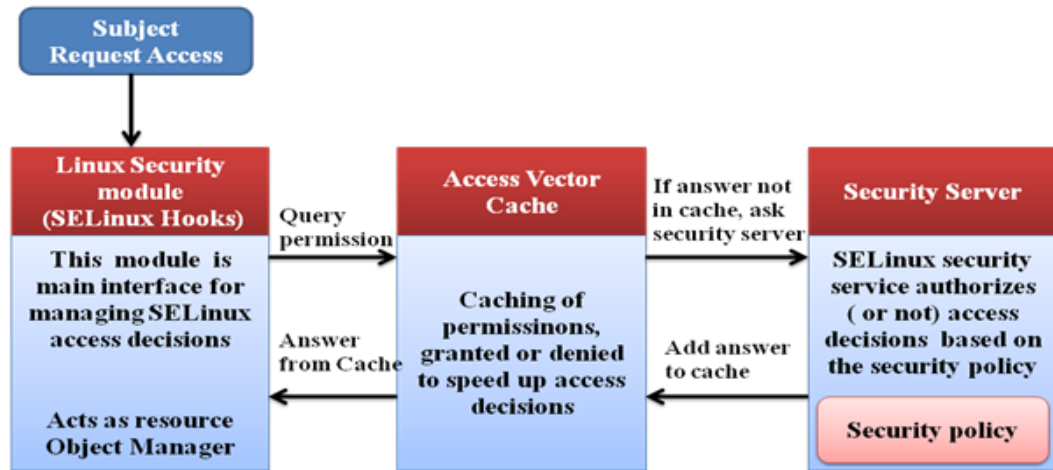 Subject
Request Access
Linux Security
module
(SELinux Hooks)
This module is
main interface for
managing SELinux
access decisions
Acts as resource
Object Manager
Query
permission
Answer
from Cache
Access Vector
Cache
Caching of
permissinons,
granted or denied
to speed up access
decisions
If answer not
in cache, ask
security server
Add answer
to cache
Security Server
SELinux security
service authorizes
( or not) access
decisions based on
the security policy
Security policy